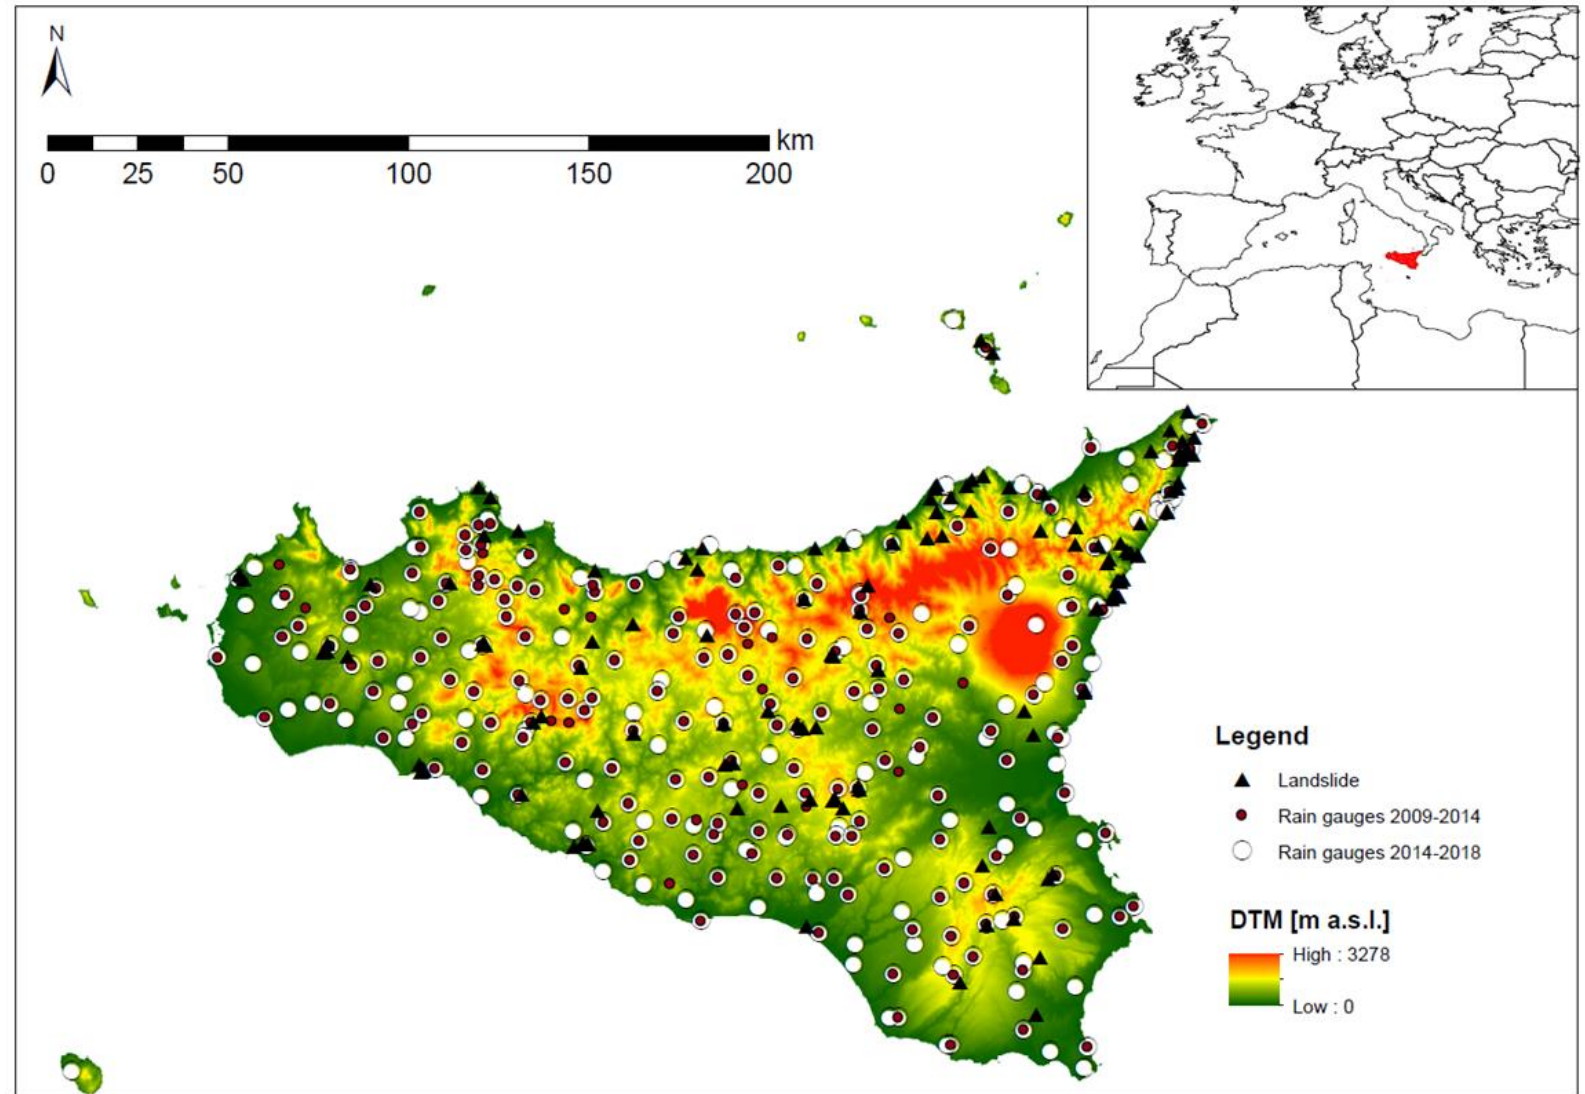 N
km
0 25 50 100 150 200
Legend
Landslide
Rain gauges 2009-2014
Rain gauges 2014-2018
DTM [m a.s.l.]
High : 3278
Low : 0